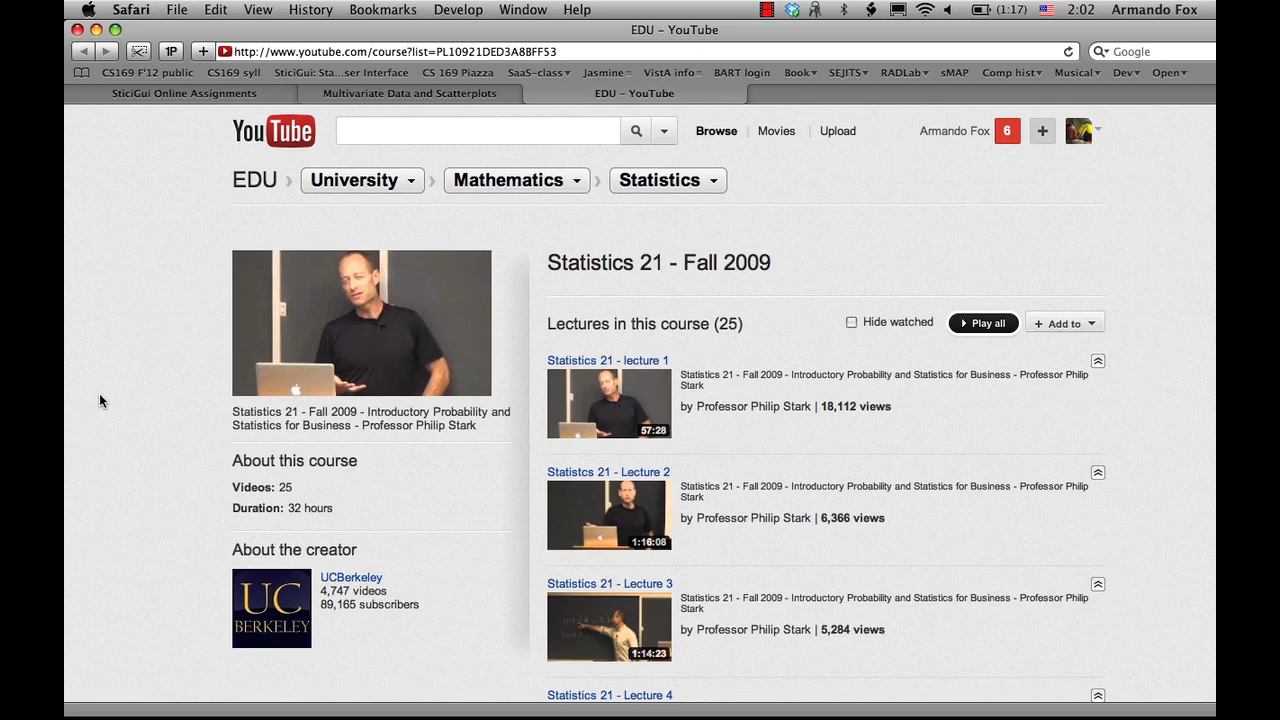 Safari File Edit View History Bookmarks Develop Window Help (1:17) 2:02 Armando Fox
EDU – YouTube
1P + http://www.youtube.com/course?list=PL10921DED3A8BFF53 Google
CS169 F'12 public CS169 syll SticiGui: Sta...ser Interface CS 169 Piazza SaaS-class Jasmine VistA info BART login Book SEJITS RADLab sMAP Comp hist Musical Dev Open
SticiGui Online Assignments Multivariate Data and Scatterplots EDU – YouTube
YouTube Browse Movies Upload Armando Fox 6 +
EDU › University › Mathematics › Statistics
Statistics 21 - Fall 2009
Lectures in this course (25) Hide watched Play all + Add to
Statistics 21 - Fall 2009 - Introductory Probability and
Statistics for Business - Professor Philip Stark
About this course
Videos: 25
Duration: 32 hours
About the creator
UC
BERKELEY
UCBerkeley
4,747 videos
89,165 subscribers
Statistics 21 - lecture 1
57:28
Statistics 21 - Fall 2009 - Introductory Probability and Statistics for Business - Professor Philip
Stark
by Professor Philip Stark | 18,112 views
Statistcs 21 - Lecture 2
1:16:08
Statistics 21 - Fall 2009 - Introductory Probability and Statistics for Business - Professor Philip
Stark
by Professor Philip Stark | 6,366 views
Statistics 21 - Lecture 3
1:14:23
Statistics 21 - Fall 2009 - Introductory Probability and Statistics for Business - Professor Philip
Stark
by Professor Philip Stark | 5,284 views
Statistics 21 - Lecture 4